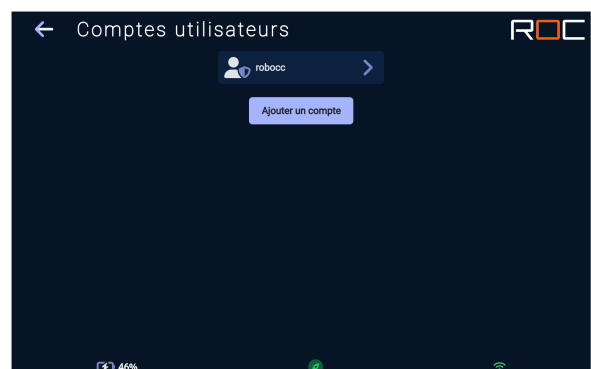 Comptes utilisateurs
ROC
robocc
Ajouter un compte
46%